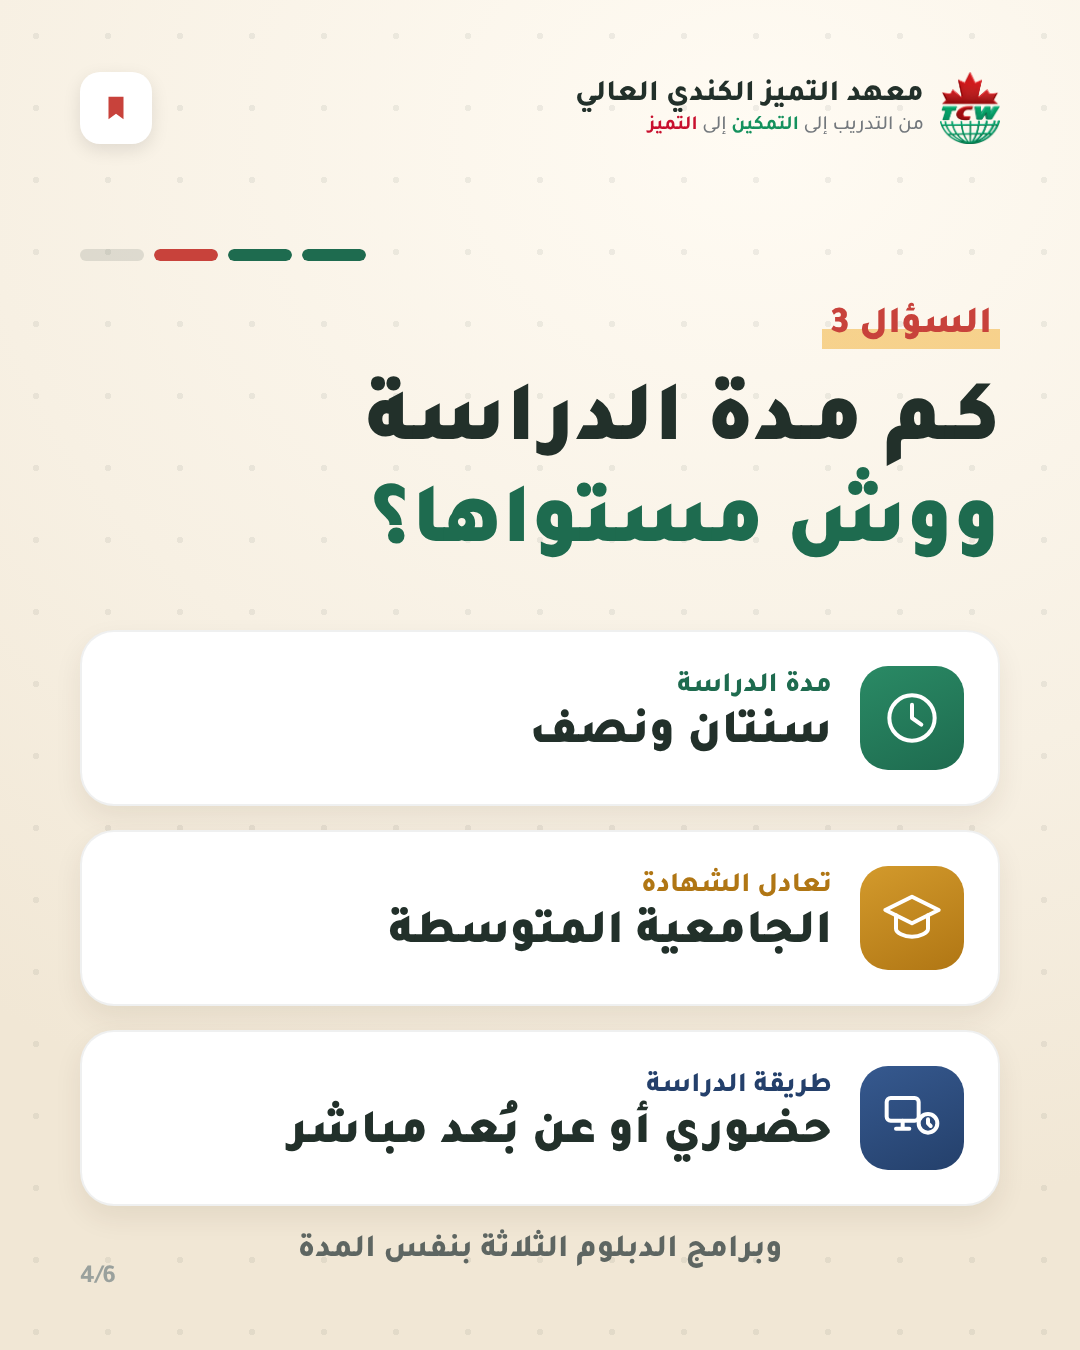 معهد التميز الكندي العالي
من التدريب إلى التمكين إلى التميز
TCW
السؤال 3
كم مدة الدراسة
ووش مستواها؟
مدة الدراسة
سنتان ونصف
تعادل الشهادة
الجامعية المتوسطة
طريقة الدراسة
حضوري أو عن بُعد مباشر
وبرامج الدبلوم الثلاثة بنفس المدة
4/6